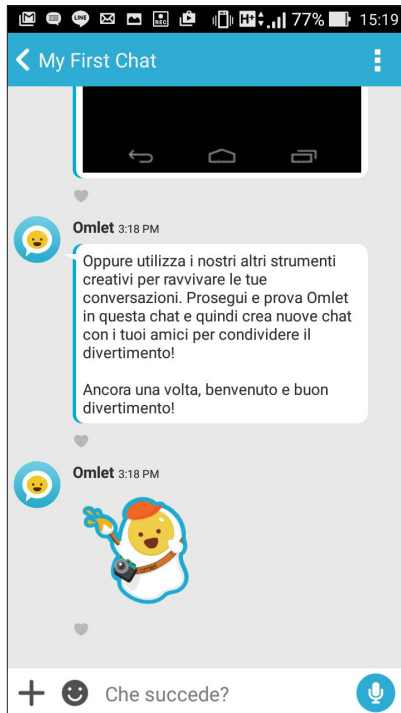 77% 15:19
My First Chat
Omlet 3:18 PM
Oppure utilizza i nostri altri strumenti
creativi per ravvivare le tue
conversazioni. Prosegui e prova Omlet
in questa chat e quindi crea nuove chat
con i tuoi amici per condividere il
divertimento!
Ancora una volta, benvenuto e buon
divertimento!
Omlet 3:18 PM
Che succede?